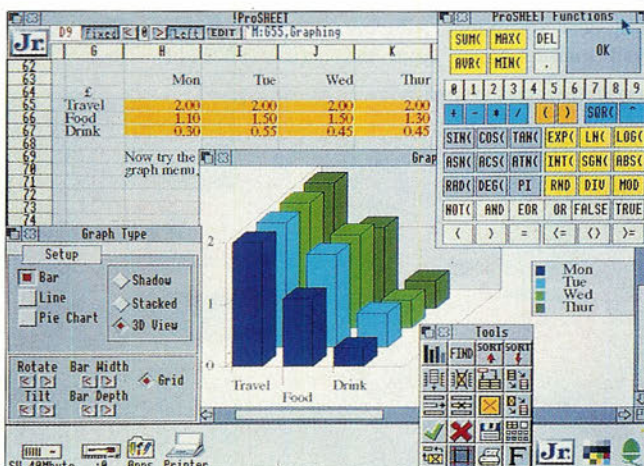 !ProSHEET
Jr.
D9 Fixed 0 Left EDIT "M:G55,Graphing
G H I J K
62
63 Mon Tue Wed Thur
64 £
65 Travel 2.00 2.00 2.00 2.00
66 Food 1.10 1.50 1.50 1.30
67 Drink 0.30 0.55 0.45 0.45
68
69 Now try the
70 graph menu.
71
72
73
74
ProSHEET Functions
SUM( MAX( DEL OK
AVR( MIN( .
0 1 2 3 4 5 6 7 8 9
+ - * / ( ) SQR( ^
SIN( COS( TAN( EXP( LN( LOG(
ASN( ACS( ATN( INT( SGN( ABS(
RAD( DEG( PI RND DIV MOD
NOT( AND EOR OR FALSE TRUE
< > = <= <> >=
Grap
2
1
0
Travel
Food
Drink
Mon
Tue
Wed
Thur
Graph Type
Setup
Bar
Line
Pie Chart
Shadow
Stacked
3D View
Rotate Bar Width
Grid
Tilt Bar Depth
Tools
FIND SORT SORT
F
:0 Apps Printer
Jr.